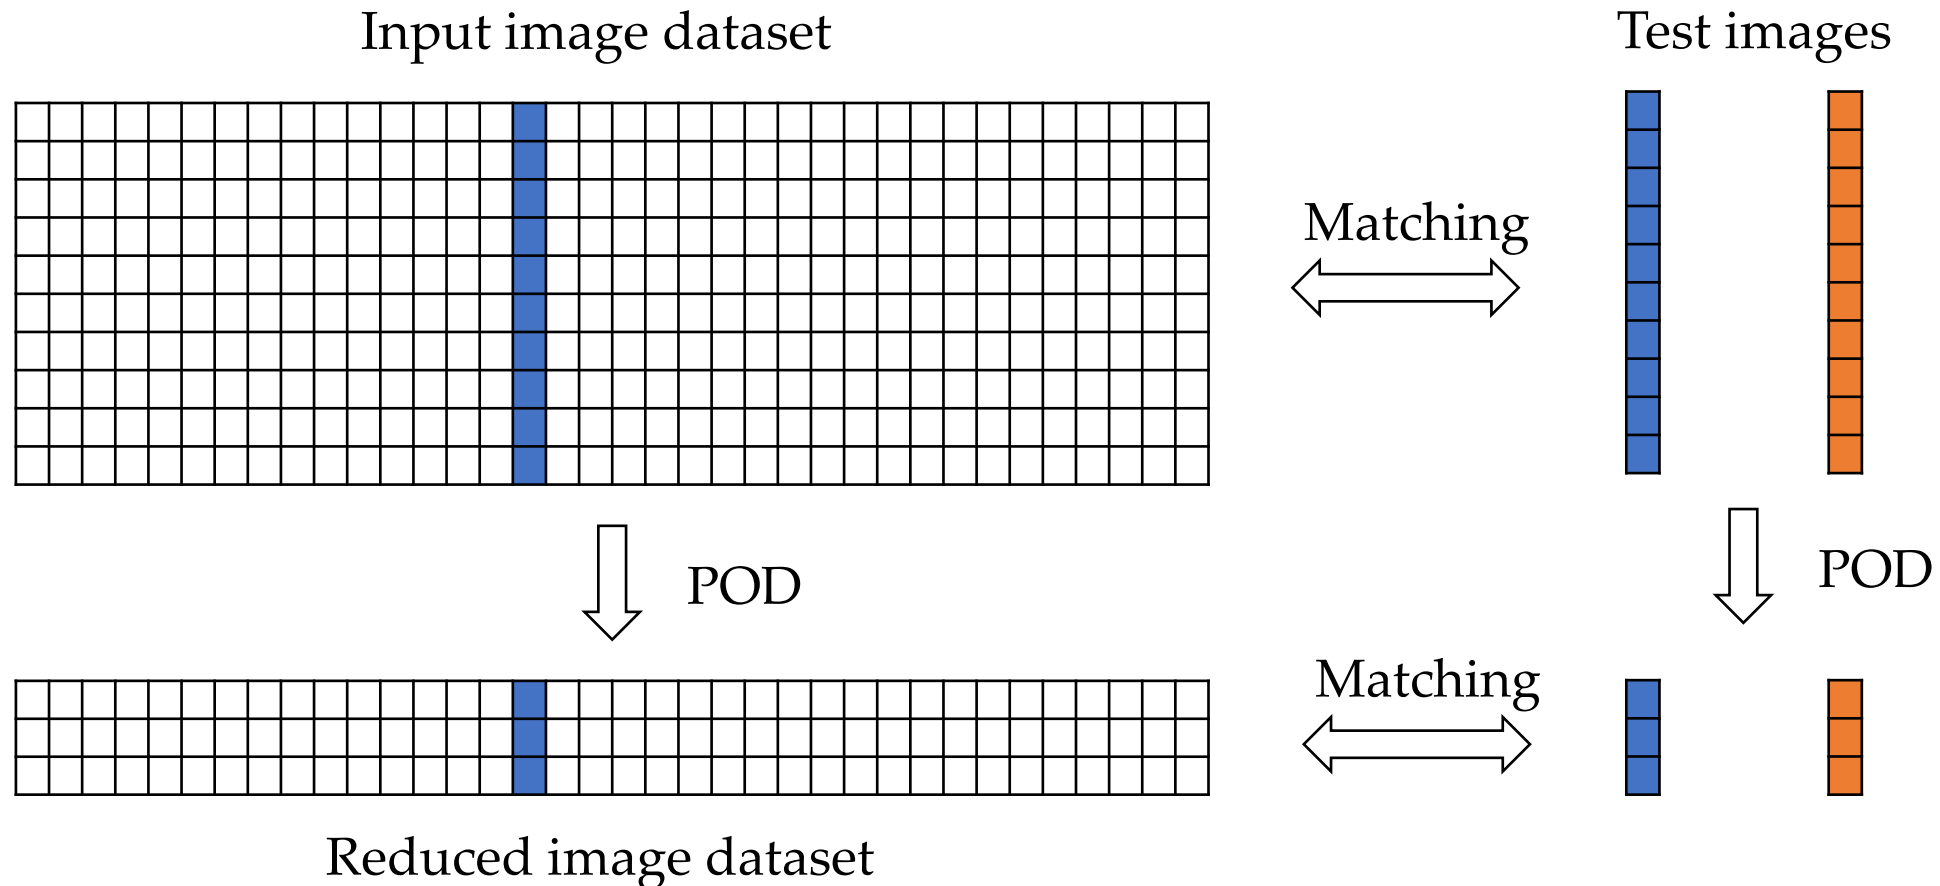 Input image dataset
Test images
Matching
POD
POD
Matching
Reduced image dataset